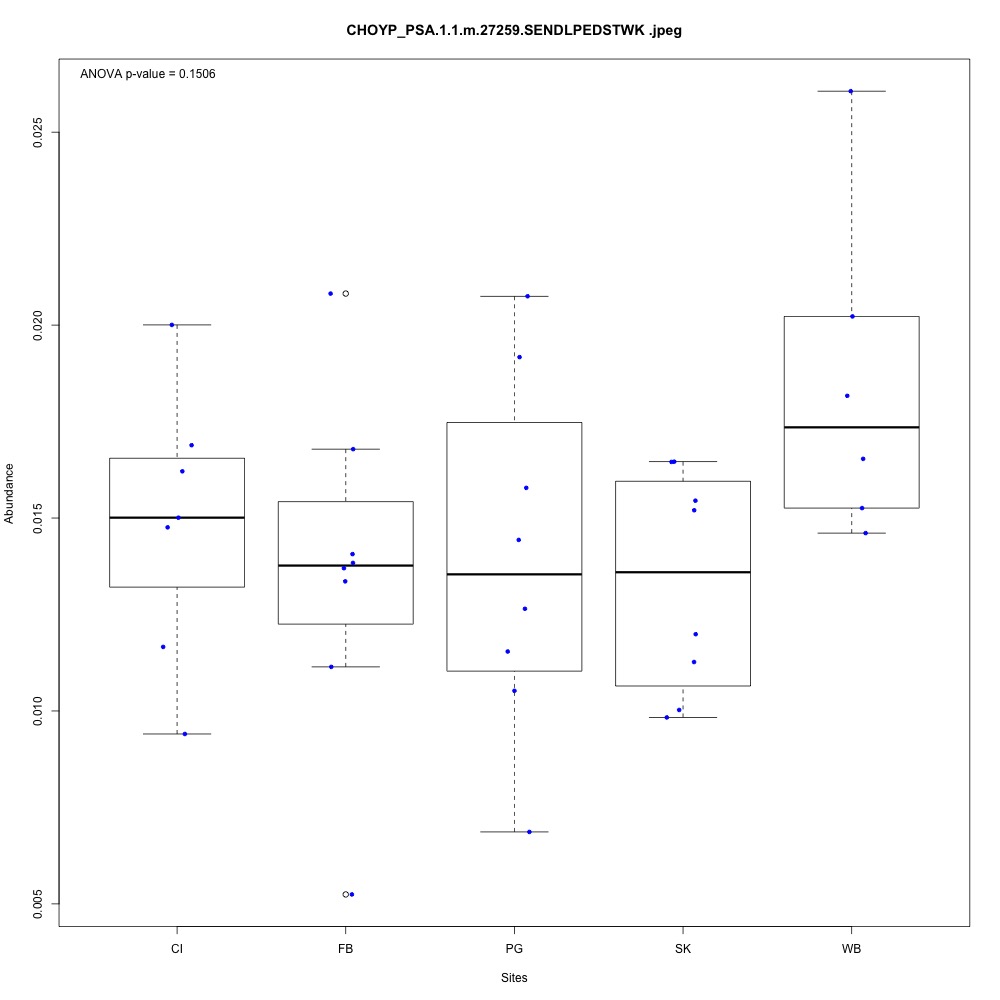 CHOYP_PSA.1.1.m.27259.SENDLPEDSTWK .jpeg
ANOVA p-value = 0.1506
Abundance
0.025
0.020
0.015
0.010
0.005
CI FB PG SK WB
Sites